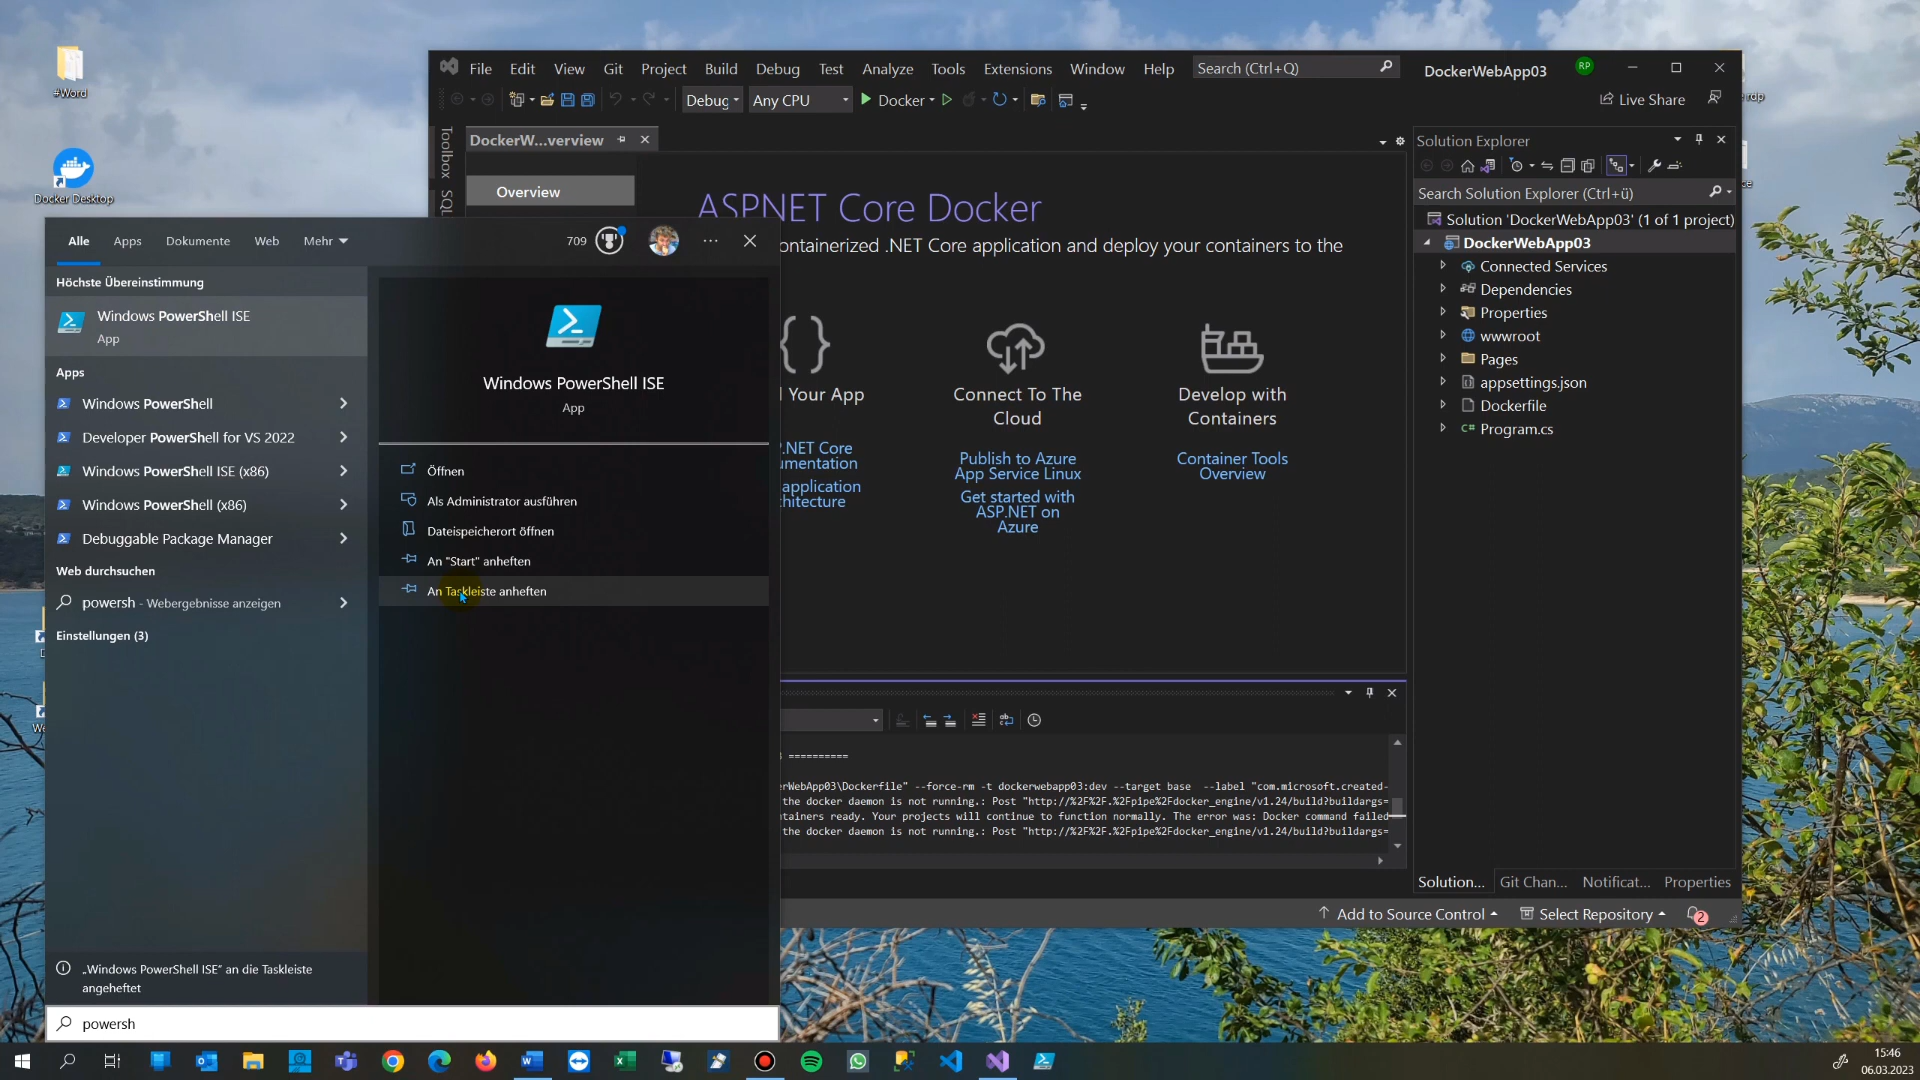 #Word
Docker Desktop
File Edit View Git Project Build Debug Test Analyze Tools Extensions Window Help Search (Ctrl+Q) DockerWebApp03 RP
Debug Any CPU Docker Live Share
rdp
Toolbox
SQL
DockerW...verview
Overview
ASP.NET Core Docker
ontainerized .NET Core application and deploy your containers to the
Your App
.NET Core
umentation
application
chitecture
Connect To The
Cloud
Publish to Azure
App Service Linux
Get started with
ASP.NET on
Azure
Develop with
Containers
Container Tools
Overview
Solution Explorer
Search Solution Explorer (Ctrl+ü)
Solution 'DockerWebApp03' (1 of 1 project)
DockerWebApp03
Connected Services
Dependencies
Properties
wwwroot
Pages
appsettings.json
Dockerfile
C# Program.cs
Solution... Git Chan... Notificat... Properties
==========
rWebApp03\Dockerfile" --force-rm -t dockerwebapp03:dev --target base --label "com.microsoft.created-
the docker daemon is not running.: Post "http://%2F%2F.%2Fpipe%2Fdocker_engine/v1.24/build?buildargs=
tainers ready. Your projects will continue to function normally. The error was: Docker command failed
the docker daemon is not running.: Post "http://%2F%2F.%2Fpipe%2Fdocker_engine/v1.24/build?buildargs=
Add to Source Control Select Repository 2
Alle Apps Dokumente Web Mehr 709
Höchste Übereinstimmung
Windows PowerShell ISE
App
Apps
Windows PowerShell
Developer PowerShell for VS 2022
Windows PowerShell ISE (x86)
Windows PowerShell (x86)
Debuggable Package Manager
Web durchsuchen
powersh - Webergebnisse anzeigen
Einstellungen (3)
Windows PowerShell ISE
App
Öffnen
Als Administrator ausführen
Dateispeicherort öffnen
An "Start" anheften
An Taskleiste anheften
„Windows PowerShell ISE" an die Taskleiste
angeheftet
powersh
15:46
06.03.2023